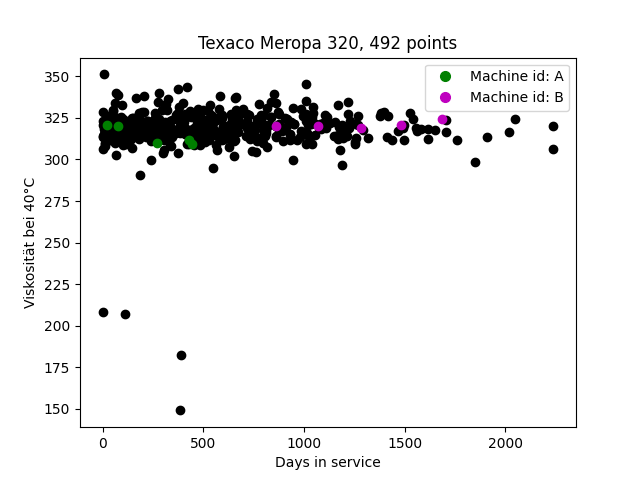 Texaco Meropa 320, 492 points
Machine id: A
Machine id: B
Viskosität bei 40°C
350
325
300
275
250
225
200
175
150
0
500
1000
1500
2000
Days in service